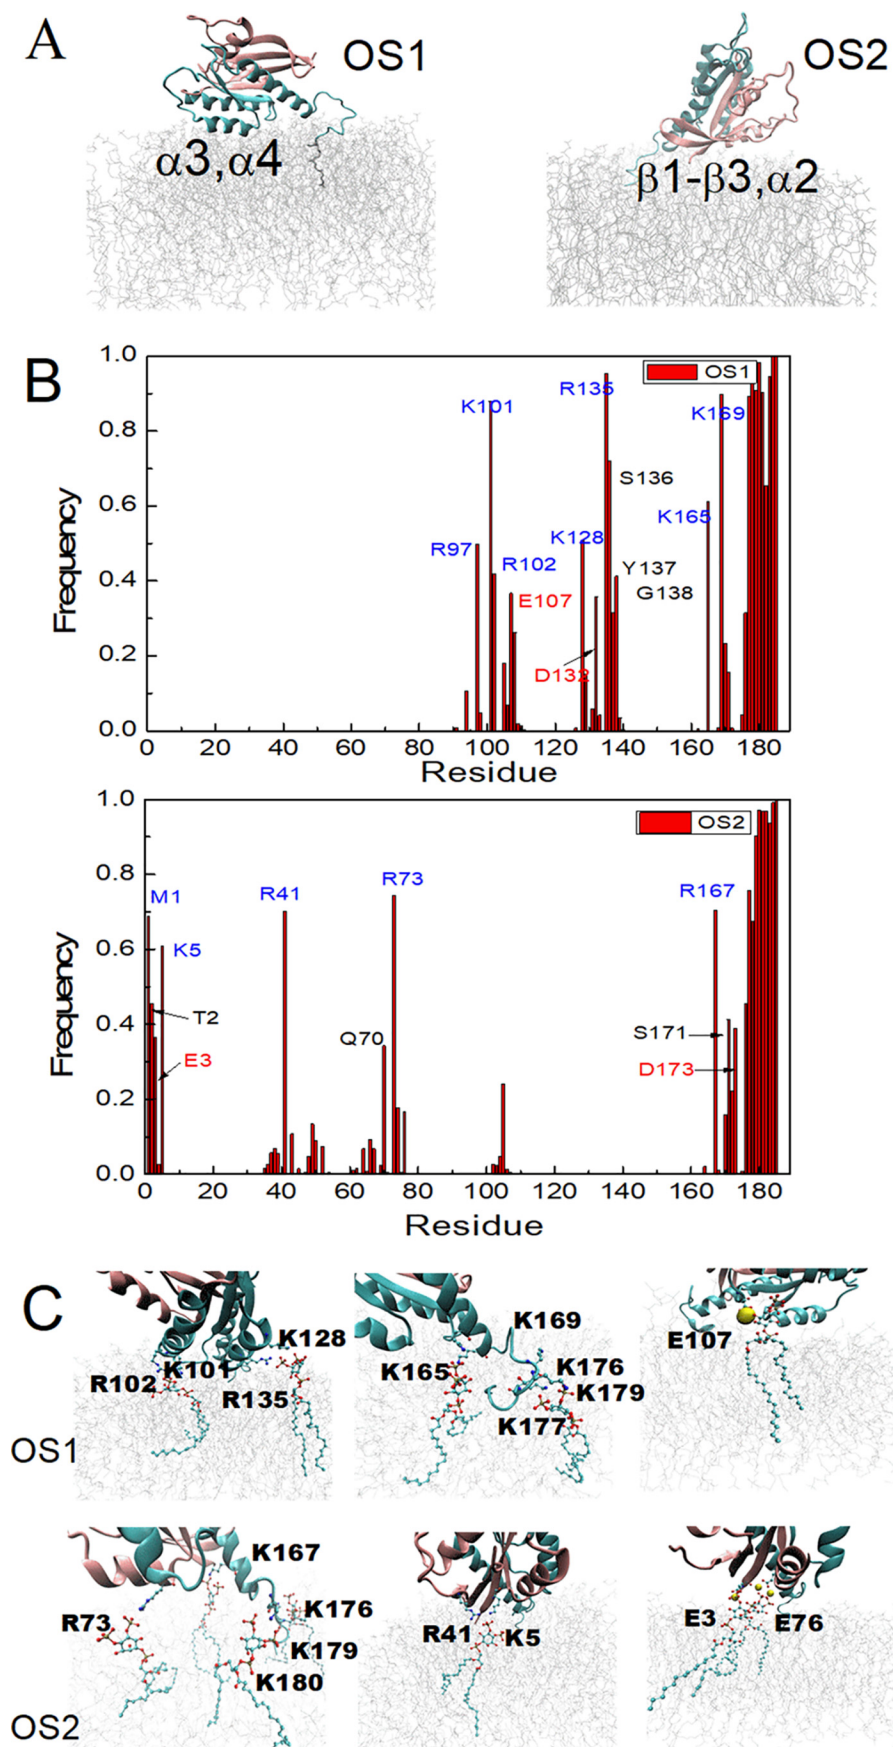 A
OS1
OS2
α3,α4
β1-β3,α2
B
1.0
0.8
0.6
0.4
0.2
0.0
Frequency
OS1
K101
R135
K169
S136
K165
R97
K128
R102
Y137
E107
G138
D132
0 20 40 60 80 100 120 140 160 180
Residue
1.0
0.8
0.6
0.4
0.2
0.0
Frequency
OS2
M1
R41
R73
R167
K5
T2
Q70
S171
E3
D173
0 20 40 60 80 100 120 140 160 180
Residue
C
K128
K101
R102
R135
K169
K165
K176
K179
K177
E107
OS1
K167
R73
K176
K179
K180
R41
K5
E3
E76
OS2